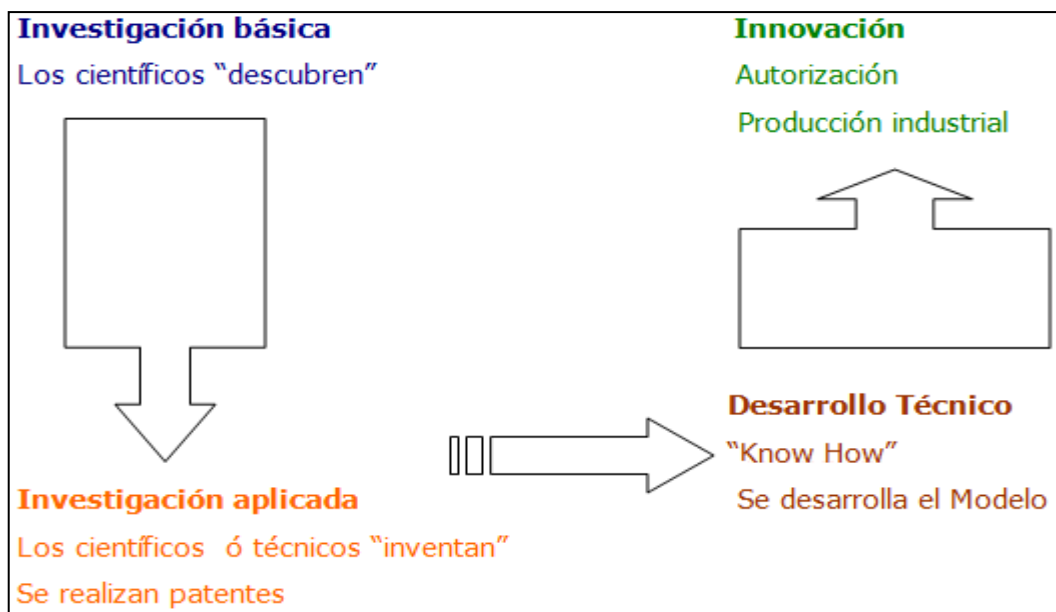 Investigación básica
Los científicos “descubren”
Innovación
Autorización
Producción industrial
Investigación aplicada
Los científicos ó técnicos “inventan”
Se realizan patentes
Desarrollo Técnico
“Know How”
Se desarrolla el Modelo